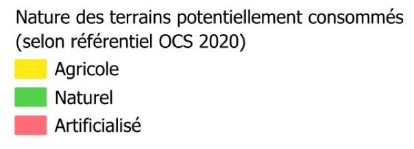 Nature des terrains potentiellement consommés
(selon référentiel OCS 2020)
Agricole
Naturel
Artificialisé